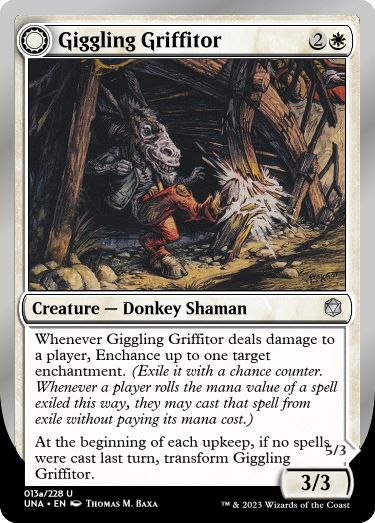 Giggling Griffitor 2
Creature — Donkey Shaman
Whenever Giggling Griffitor deals damage to
a player, Enchance up to one target
enchantment. (Exile it with a chance counter.
Whenever a player rolls the mana value of a spell
exiled this way, they may cast that spell from
exile without paying its mana cost.)
At the beginning of each upkeep, if no spells
were cast last turn, transform Giggling
Griffitor.
5/3
3/3
013a/228 U
UNA • EN Thomas M. Baxa
™ & 2023 Wizards of the Coast